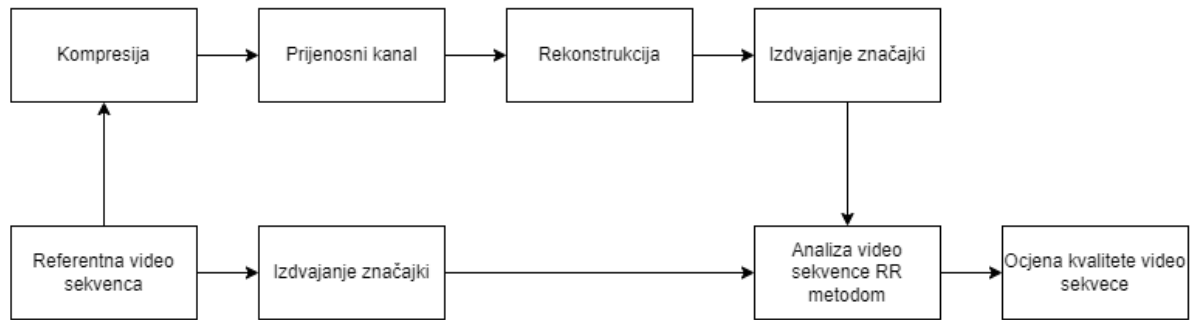 Kompresija
Prijenosni kanal
Rekonstrukcija
Izdvajanje značajki
Referentna video
sekvenca
Izdvajanje značajki
Analiza video
sekvence RR
metodom
Ocjena kvalitete video
sekvece